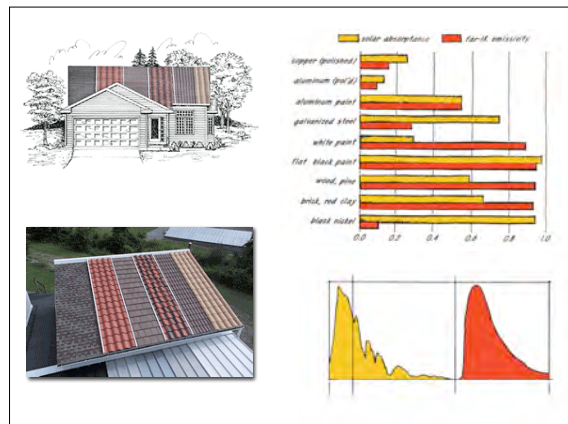 solar absorptance
far-IR emissivity
copper (polished)
aluminum (pol'd)
aluminum paint
galvanized steel
white paint
flat black paint
wood, pine
brick, red clay
black nickel
0.0 0.2 0.4 0.6 0.8 1.0